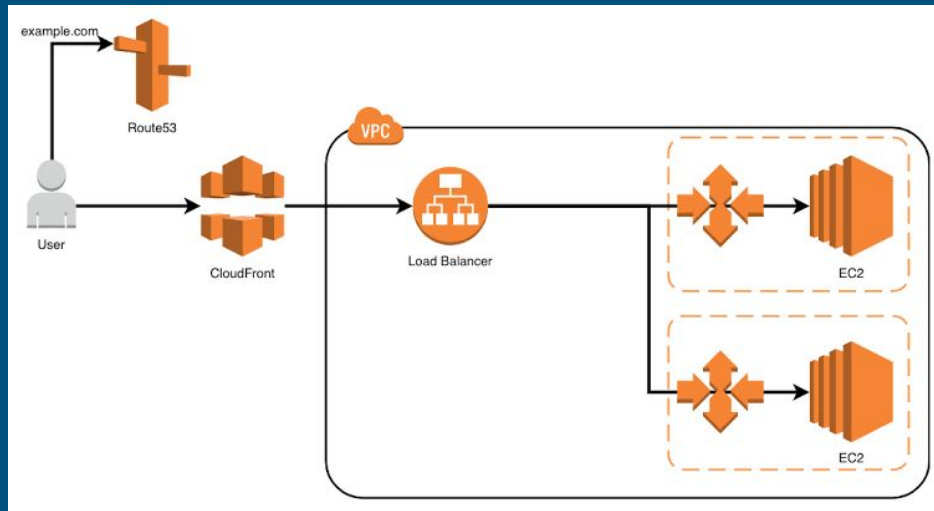 example.com
Route53
VPC
User
CloudFront
Load Balancer
EC2
EC2